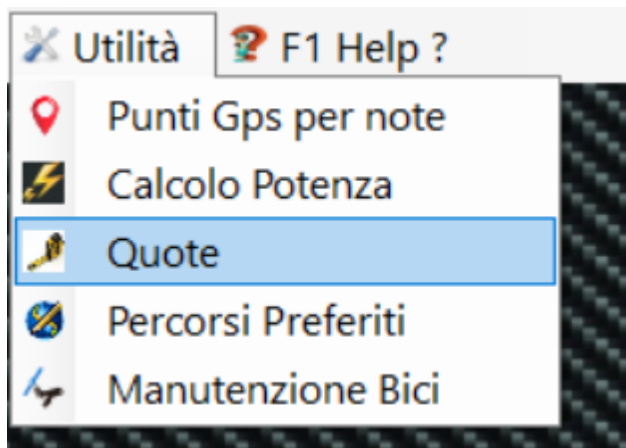 Utilità F1 Help ?
Punti Gps per note
Calcolo Potenza
Quote
Percorsi Preferiti
Manutenzione Bici